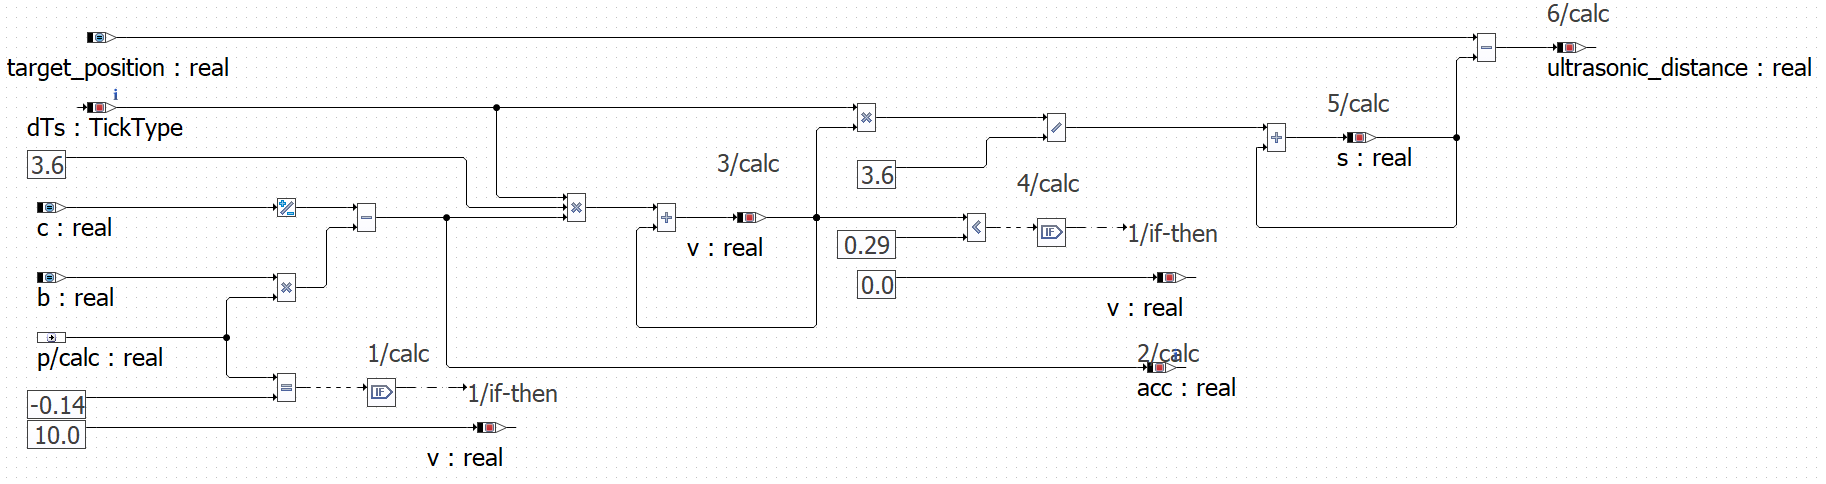 6/calc
target_position : real
ultrasonic_distance : real
i
dTs : TickType
5/calc
s : real
3.6
3/calc
3.6
4/calc
c : real
v : real
0.29
1/if-then
b : real
0.0
v : real
p/calc : real
1/calc
IF
2/calc
acc : real
-0.14
IF
1/if-then
10.0
v : real